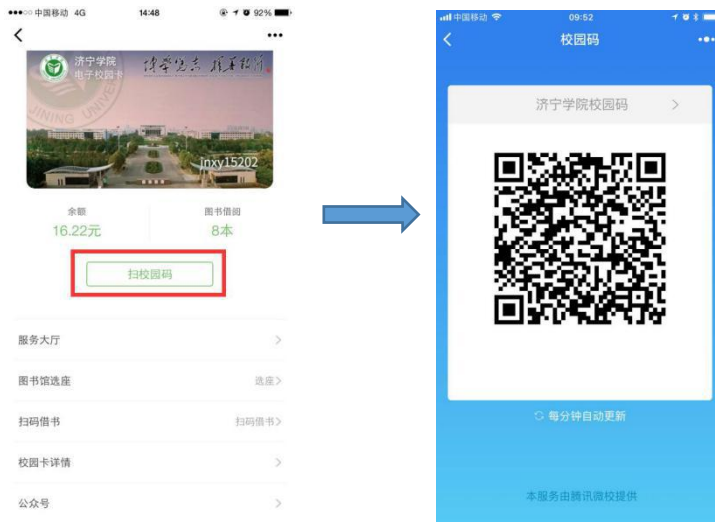 中国移动 4G 14:48 92%
济宁学院
电子校园卡
JINING UNIVERSITY
jnxy15202
余额 图书借阅
16.22元 8本
扫校园码
服务大厅
图书馆选座 选座
扫码借书 扫码借书
校园卡详情
公众号
中国移动 09:52
校园码
济宁学院校园码
每分钟自动更新
本服务由腾讯微校提供